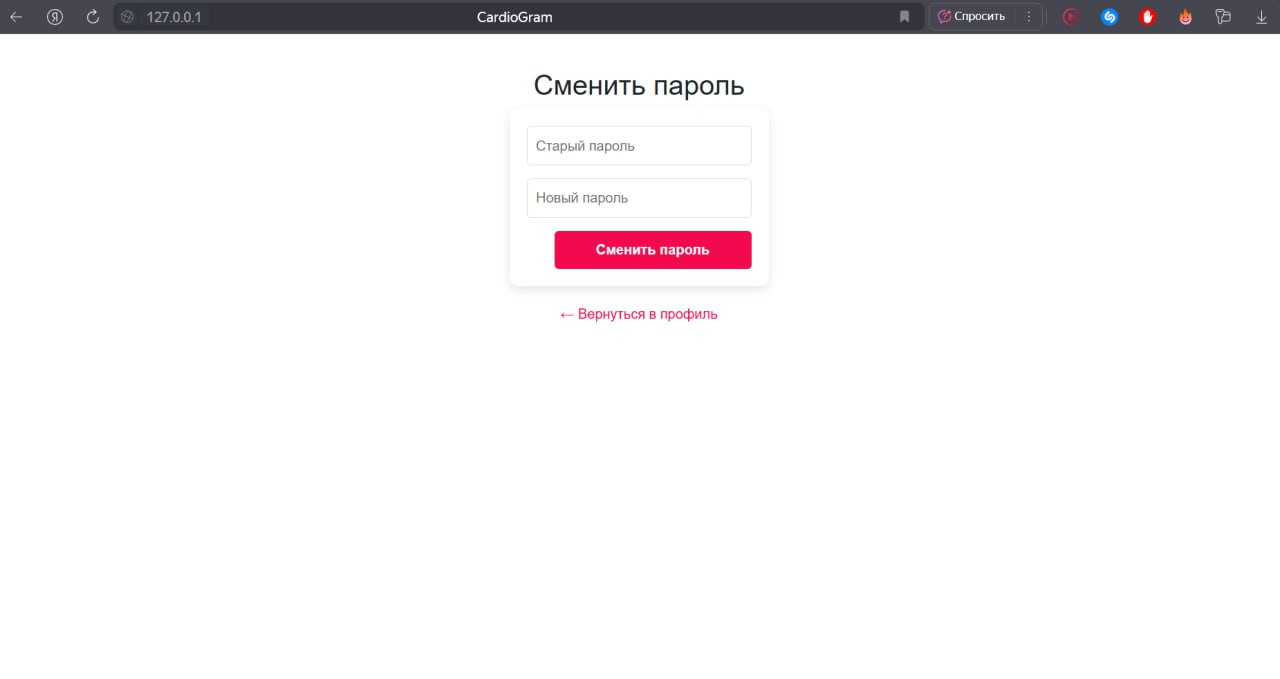 127.0.0.1 CardioGram Спросить
Сменить пароль
Старый пароль
Новый пароль
Сменить пароль
← Вернуться в профиль